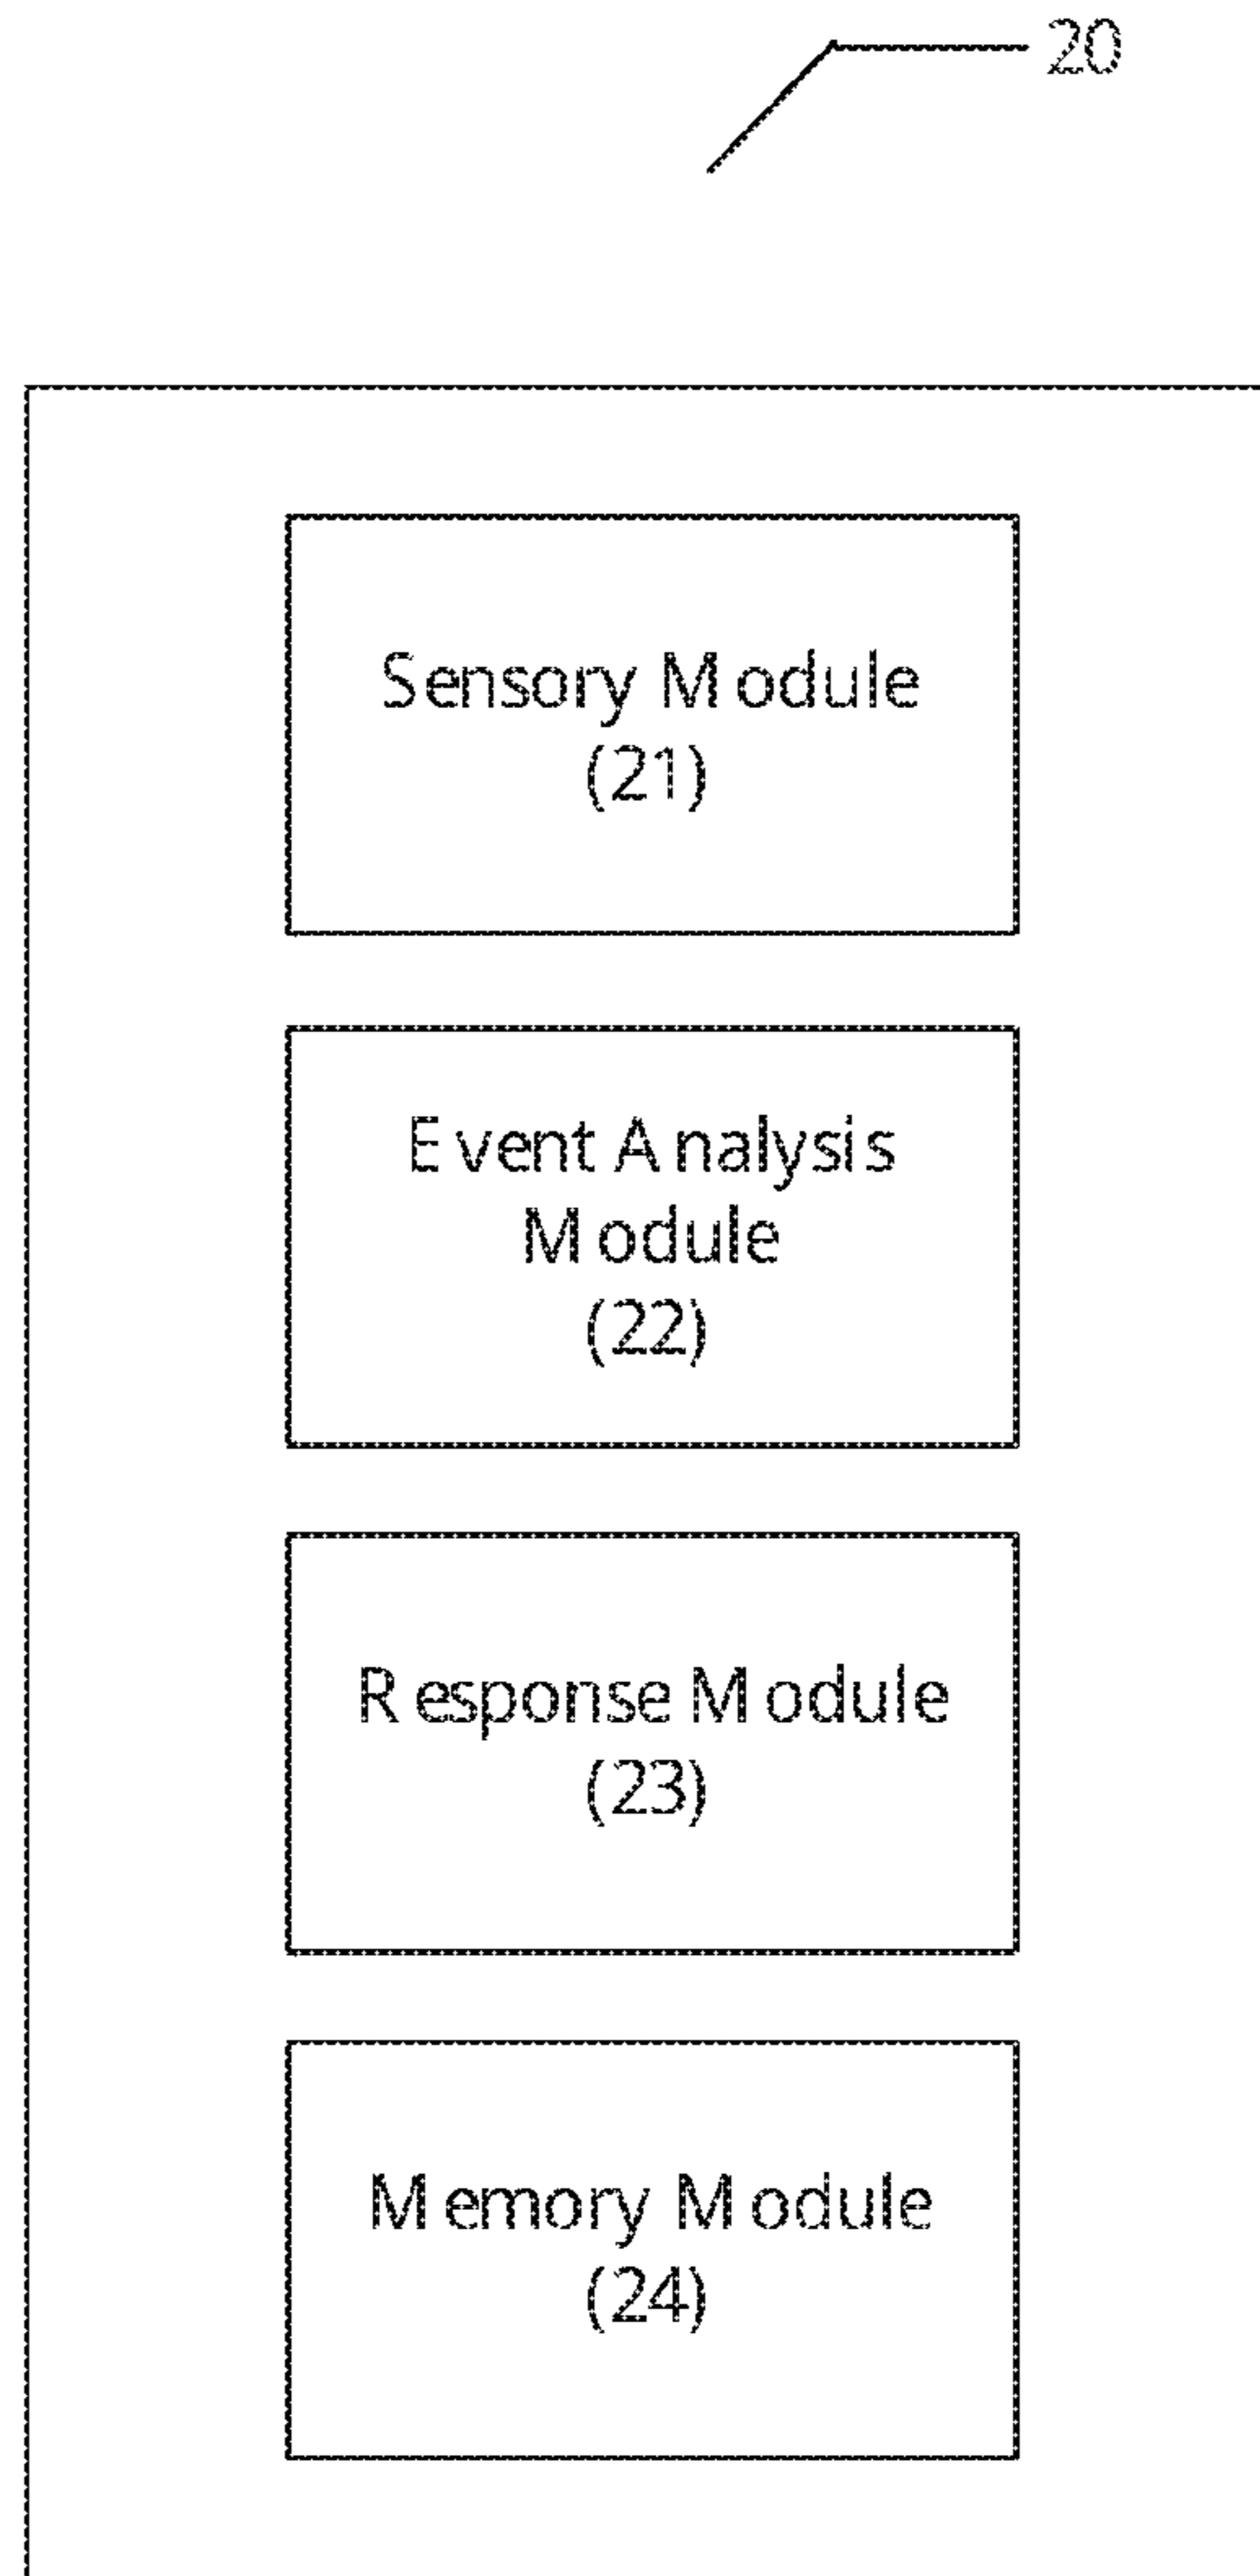 20
Sensory Module
(21)
Event Analysis
Module
(22)
Response Module
(23)
Memory Module
(24)